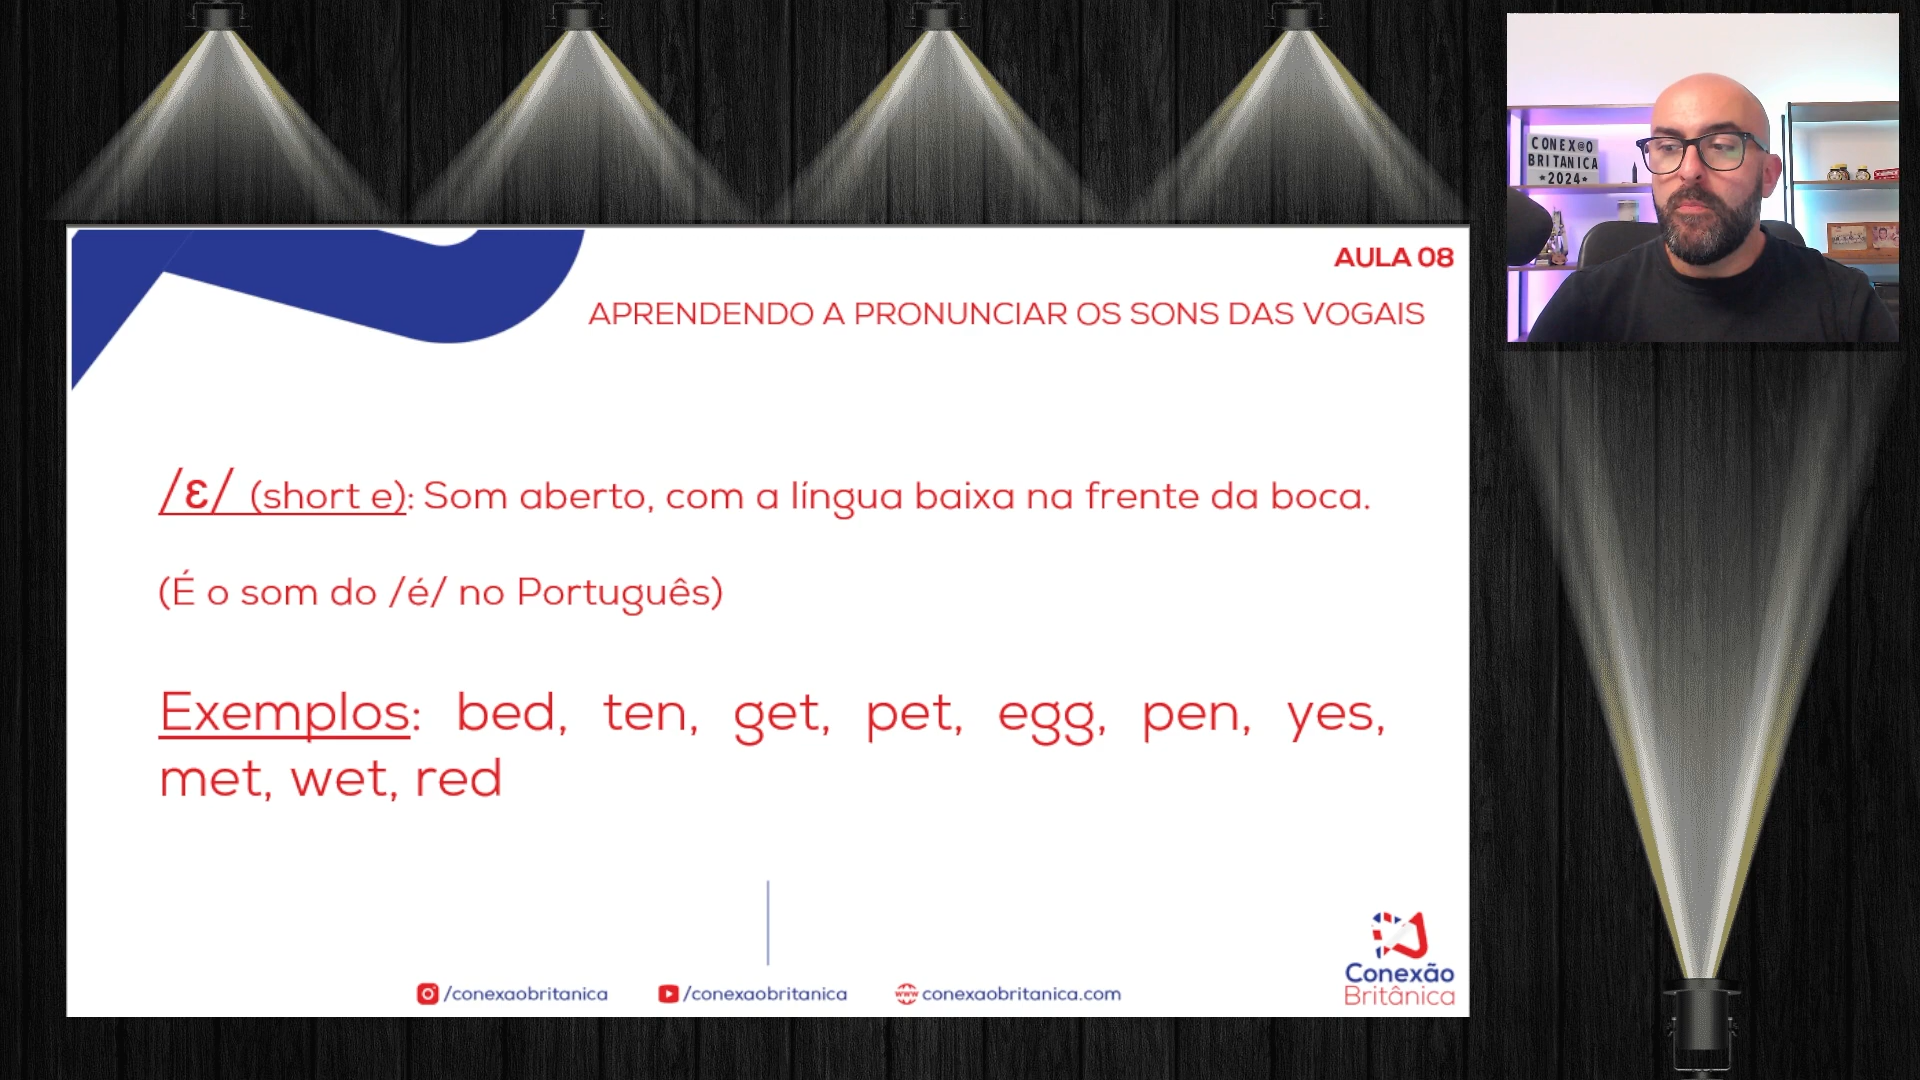 CONEX@O
BRITANICA
*2024*
AULA 08
APRENDENDO A PRONUNCIAR OS SONS DAS VOGAIS
/ɛ/ (short e): Som aberto, com a língua baixa na frente da boca.
(É o som do /é/ no Português)
Exemplos: bed, ten, get, pet, egg, pen, yes,
met, wet, red
/conexaobritanica
/conexaobritanica
www conexaobritanica.com
Conexão
Britânica